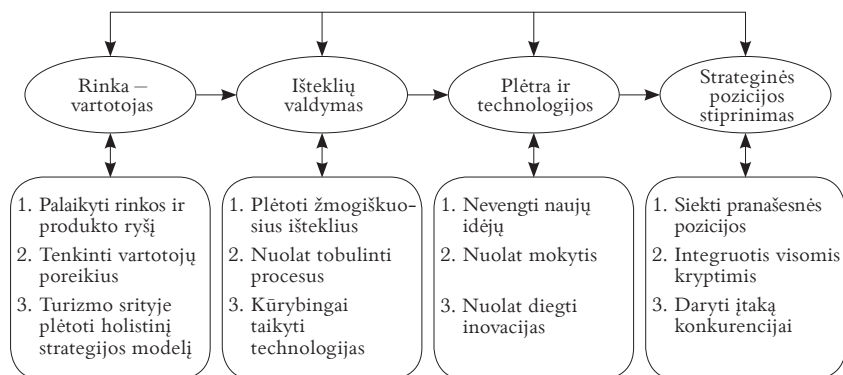 Rinka –
vartotojas
Išteklių
valdymas
Plėtra ir
technologijos
Strateginės
pozicijos
stiprinimas
1. Palaikyti rinkos ir
produkto ryšį
2. Tenkinti vartotojų
poreikius
3. Turizmo srityje
plėtoti holistinį
strategijos modelį
1. Plėtoti žmogiškuo-
sius išteklius
2. Nuolat tobulinti
procesus
3. Kūrybingai
taikyti
technologijas
1. Nevengti naujų
idėjų
2. Nuolat mokytis
3. Nuolat diegti
inovacijas
1. Siekti pranašesnės
pozicijos
2. Integruotis visomis
kryptimis
3. Daryti įtaką
konkurencijai